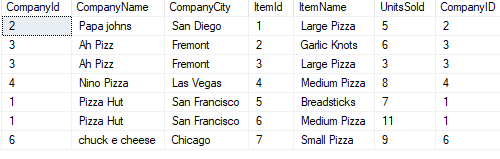 CompanyId CompanyName CompanyCity ItemId ItemName UnitsSold CompanyID
2 Papa johns San Diego 1 Large Pizza 5 2
3 Ah Pizz Fremont 2 Garlic Knots 6 3
3 Ah Pizz Fremont 3 Large Pizza 3 3
4 Nino Pizza Las Vegas 4 Medium Pizza 8 4
1 Pizza Hut San Francisco 5 Breadsticks 7 1
1 Pizza Hut San Francisco 6 Medium Pizza 11 1
6 chuck e cheese Chicago 7 Small Pizza 9 6